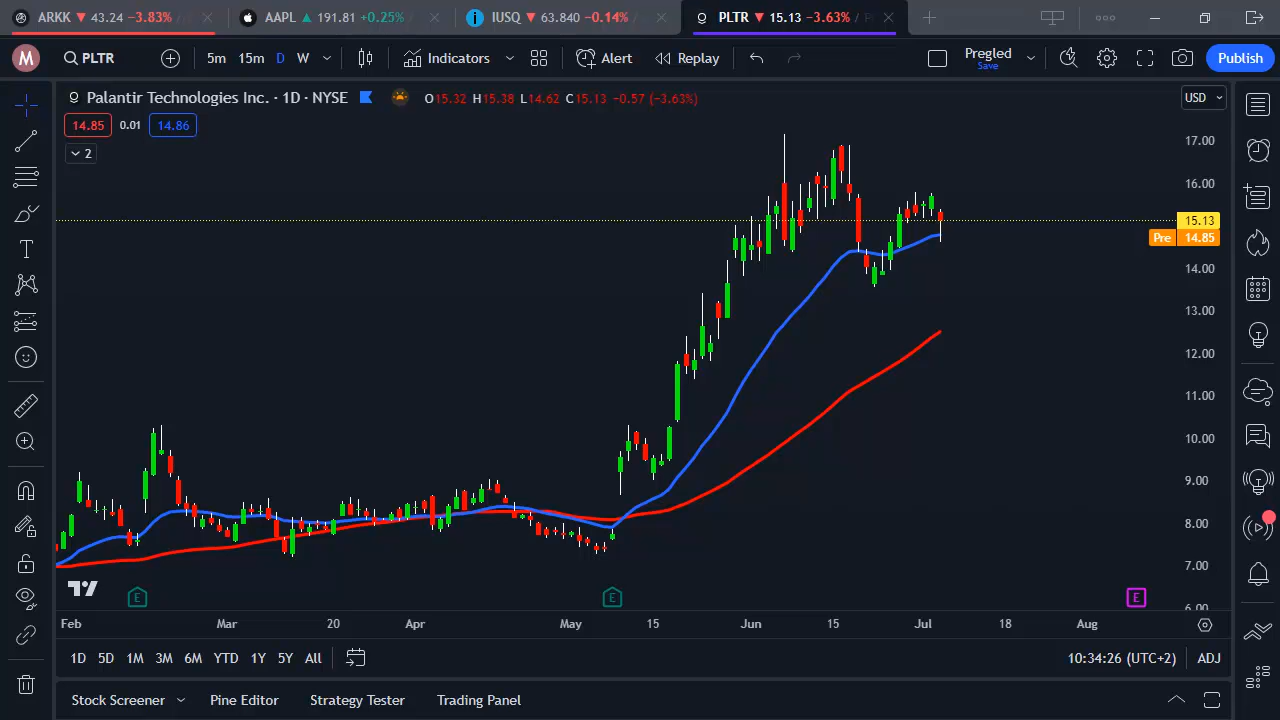 ARKK ▼ 43.24 −3.83% /
AAPL ▲ 191.81 +0.25%
IUSQ ▼ 63.840 −0.14% /
PLTR ▼ 15.13 −3.63% /
M PLTR 5m 15m D W Indicators Alert Replay Pregled Save Publish
Palantir Technologies Inc. · 1D · NYSE O15.32 H15.38 L14.62 C15.13 −0.57 (−3.63%) USD
14.85 0.01 14.86
2
17.00
16.00
15.13
Pre 14.85
14.00
13.00
12.00
11.00
10.00
9.00
8.00
7.00
6.00
E E E
Feb Mar 20 Apr May 15 Jun 15 Jul 18 Aug
1D 5D 1M 3M 6M YTD 1Y 5Y All 10:34:26 (UTC+2) ADJ
Stock Screener Pine Editor Strategy Tester Trading Panel